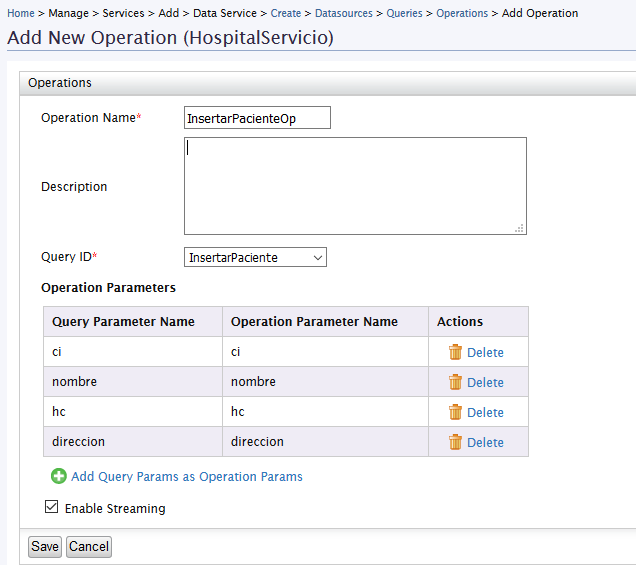 Home > Manage > Services > Add > Data Service > Create > Datasources > Queries > Operations > Add Operation
Add New Operation (HospitalServicio)
Operations
Operation Name* InsertarPacienteOp
Description
Query ID* InsertarPaciente
Operation Parameters
Query Parameter Name Operation Parameter Name Actions
ci ci Delete
nombre nombre Delete
hc hc Delete
direccion direccion Delete
Add Query Params as Operation Params
Enable Streaming
Save Cancel